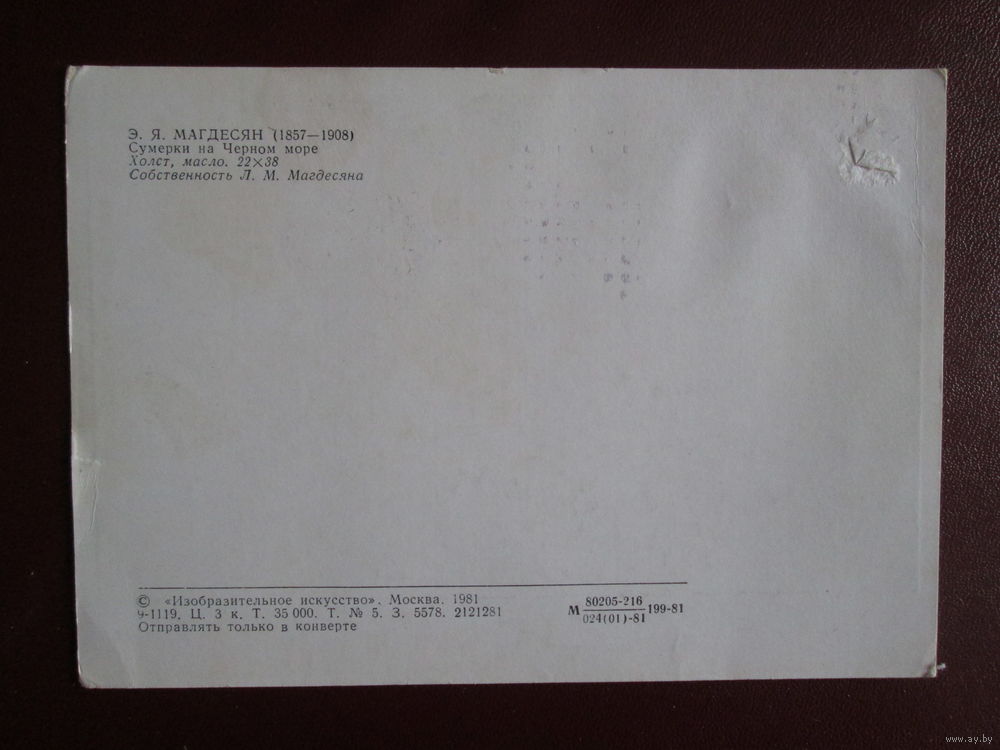 Э. Я. МАГДЕСЯН (1857—1908)
Сумерки на Черном море
Холст, масло. 22×38
Собственность Л. М. Магдесяна
© «Изобразительное искусство». Москва. 1981
9-1119. Ц. 3 к. Т. 35 000. Т. № 5. З. 5578. 2121281
Отправлять только в конверте
М 80205-216 199-81
024(01)-81
www.ay.by